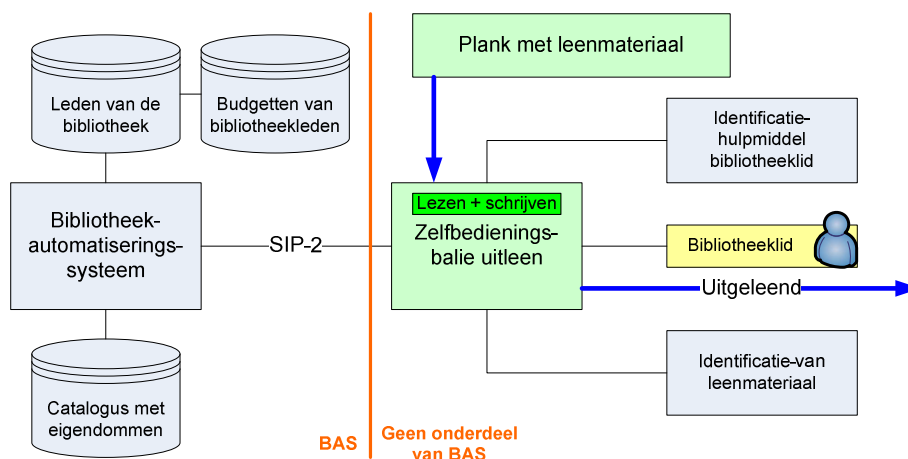 Leden van de
bibliotheek
Budgetten van
bibliotheekleden
Bibliotheek-
automatiserings-
systeem
SIP-2
Catalogus met
eigendommen
BAS
Geen onderdeel
van BAS
Plank met leenmateriaal
Lezen + schrijven
Zelfbedienings-
balie uitleen
Identificatie-
hulpmiddel
bibliotheeklid
Bibliotheeklid
Uitgeleend
Identificatie-van
leenmateriaal